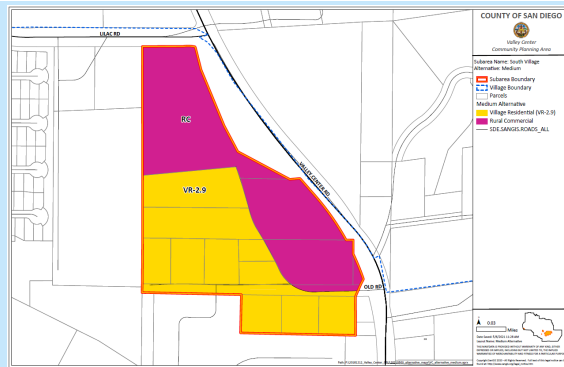 COUNTY OF SAN DIEGO
Valley Center
Community Planning Area
Subarea Name: South Village
Alternative: Medium
Subarea Boundary
Village Boundary
Parcels
Medium Alternative
Village Residential (VR-2.9)
Rural Commercial
SDE.SANGIS.ROADS_ALL
LILAC RD
RC
VALLEY CENTER RD
VR-2.9
OLD RD
0.03
Miles